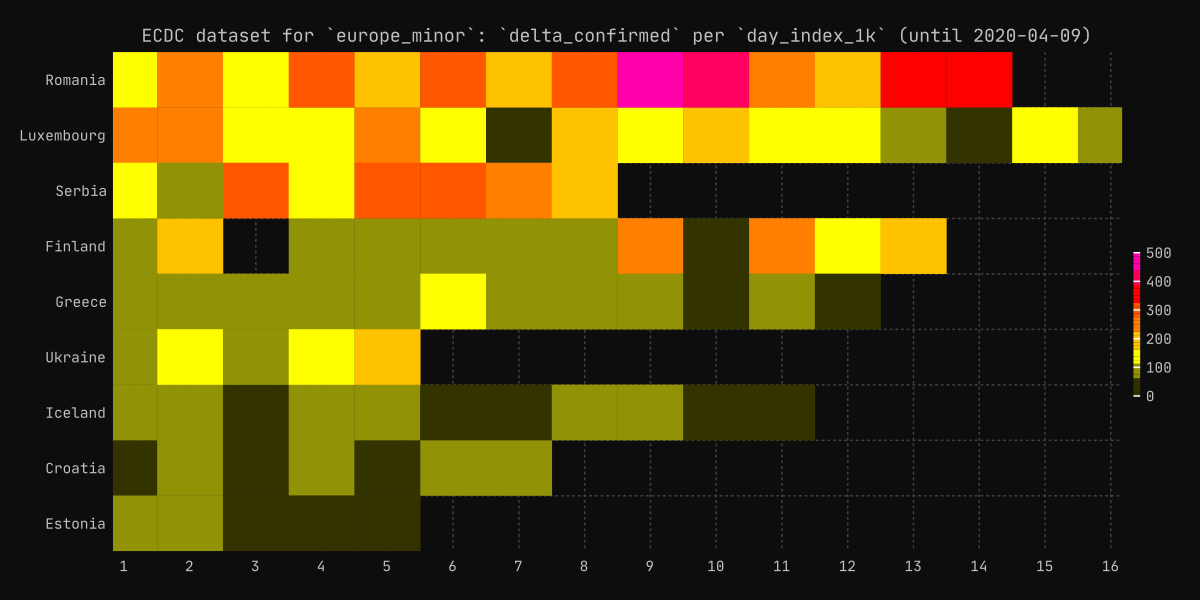 ECDC dataset for `europe_minor`: `delta_confirmed` per `day_index_1k` (until 2020-04-09)
Romania
Luxembourg
Serbia
Finland
Greece
Ukraine
Iceland
Croatia
Estonia
1 2 3 4 5 6 7 8 9 10 11 12 13 14 15 16
500
400
300
200
100
0